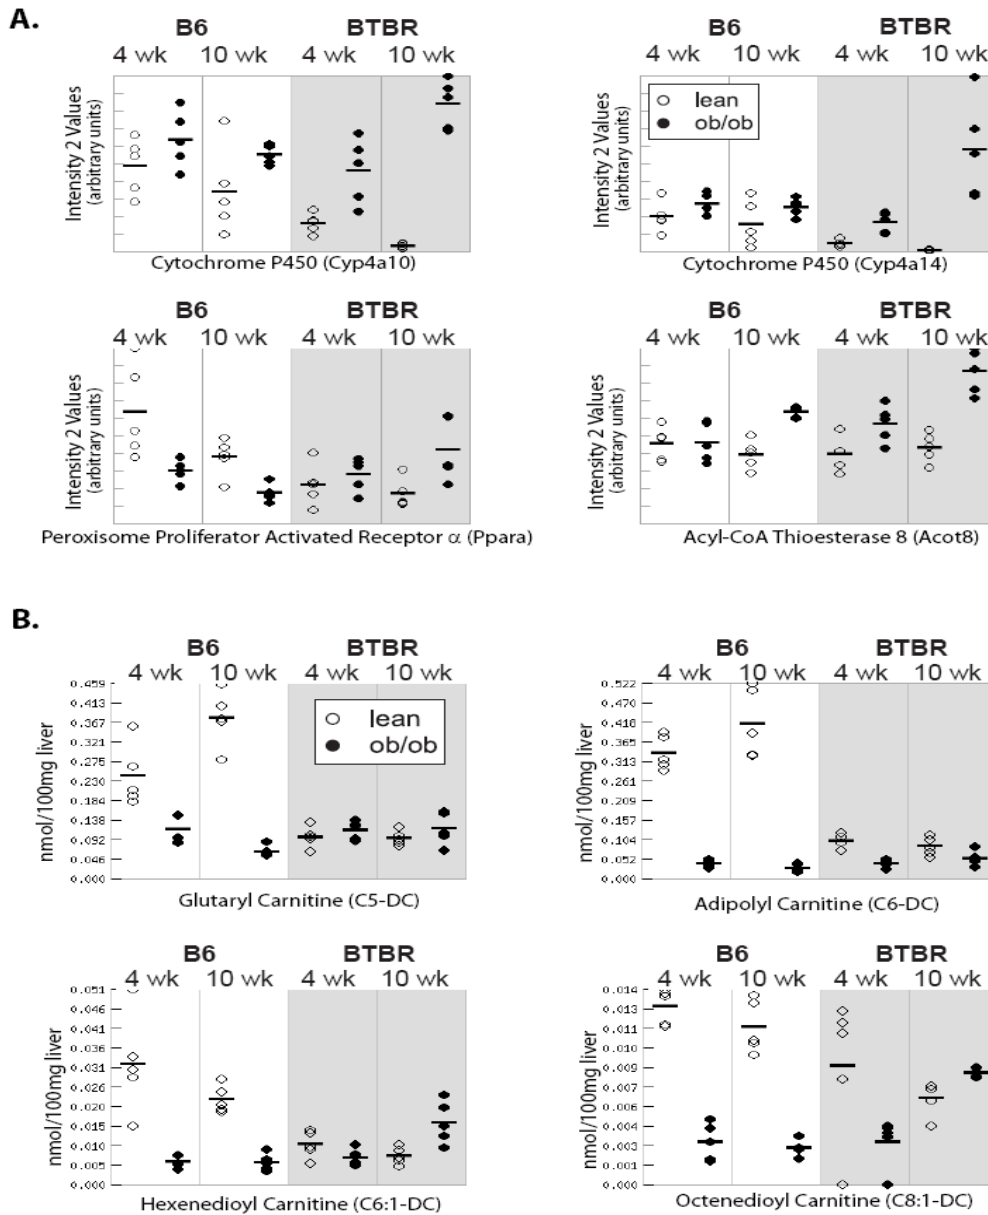 A.
B6 BTBR
4 wk 10 wk 4 wk 10 wk
Intensity 2 Values
(arbitrary units)
Cytochrome P450 (Cyp4a10)
4 wk 10 wk 4 wk 10 wk
B6 BTBR
lean
ob/ob
Intensity 2 Values
(arbitrary units)
Cytochrome P450 (Cyp4a14)
B6 BTBR
4 wk 10 wk 4 wk 10 wk
Intensity 2 Values
(arbitrary units)
Peroxisome Proliferator Activated Receptor α (Ppara)
B6 BTBR
4 wk 10 wk 4 wk 10 wk
Intensity 2 Values
(arbitrary units)
Acyl-CoA Thioesterase 8 (Acot8)
B.
B6 BTBR
4 wk 10 wk 4 wk 10 wk
lean
ob/ob
nmol/100mg liver
0.459
0.413
0.367
0.321
0.275
0.230
0.184
0.138
0.092
0.046
0.000
Glutaryl Carnitine (C5-DC)
B6 BTBR
4 wk 10 wk 4 wk 10 wk
nmol/100mg liver
0.522
0.470
0.418
0.365
0.313
0.261
0.209
0.157
0.104
0.052
0.000
Adipolyl Carnitine (C6-DC)
B6 BTBR
4 wk 10 wk 4 wk 10 wk
nmol/100mg liver
0.051
0.046
0.041
0.036
0.031
0.026
0.020
0.015
0.010
0.005
0.000
Hexenedioyl Carnitine (C6:1-DC)
B6 BTBR
4 wk 10 wk 4 wk 10 wk
nmol/100mg liver
0.014
0.013
0.011
0.010
0.009
0.007
0.006
0.004
0.003
0.001
0.000
Octenedioyl Carnitine (C8:1-DC)